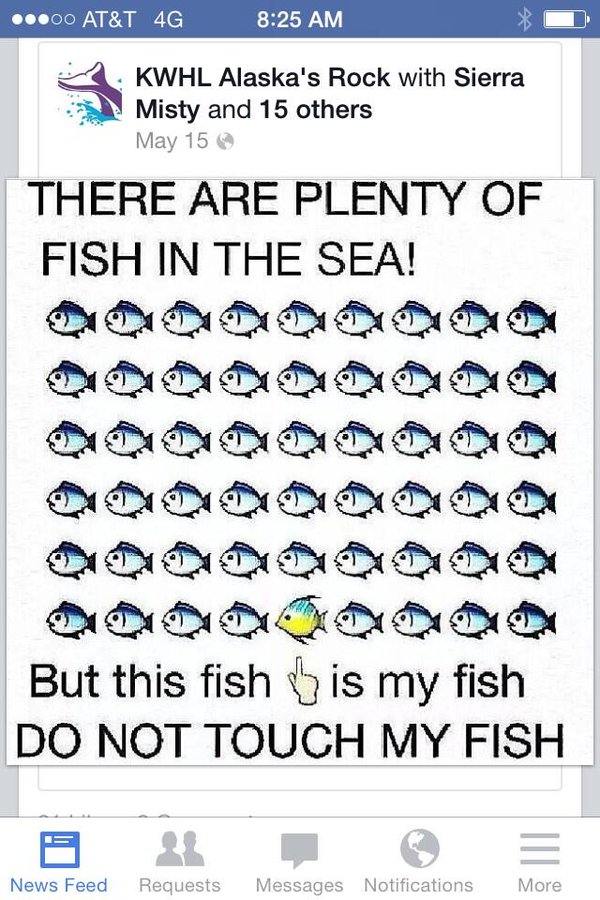 AT&T 4G 8:25 AM
KWHL Alaska's Rock with Sierra
Misty and 15 others
May 15
THERE ARE PLENTY OF
FISH IN THE SEA!
But this fish 👆 is my fish
DO NOT TOUCH MY FISH
News Feed Requests Messages Notifications More